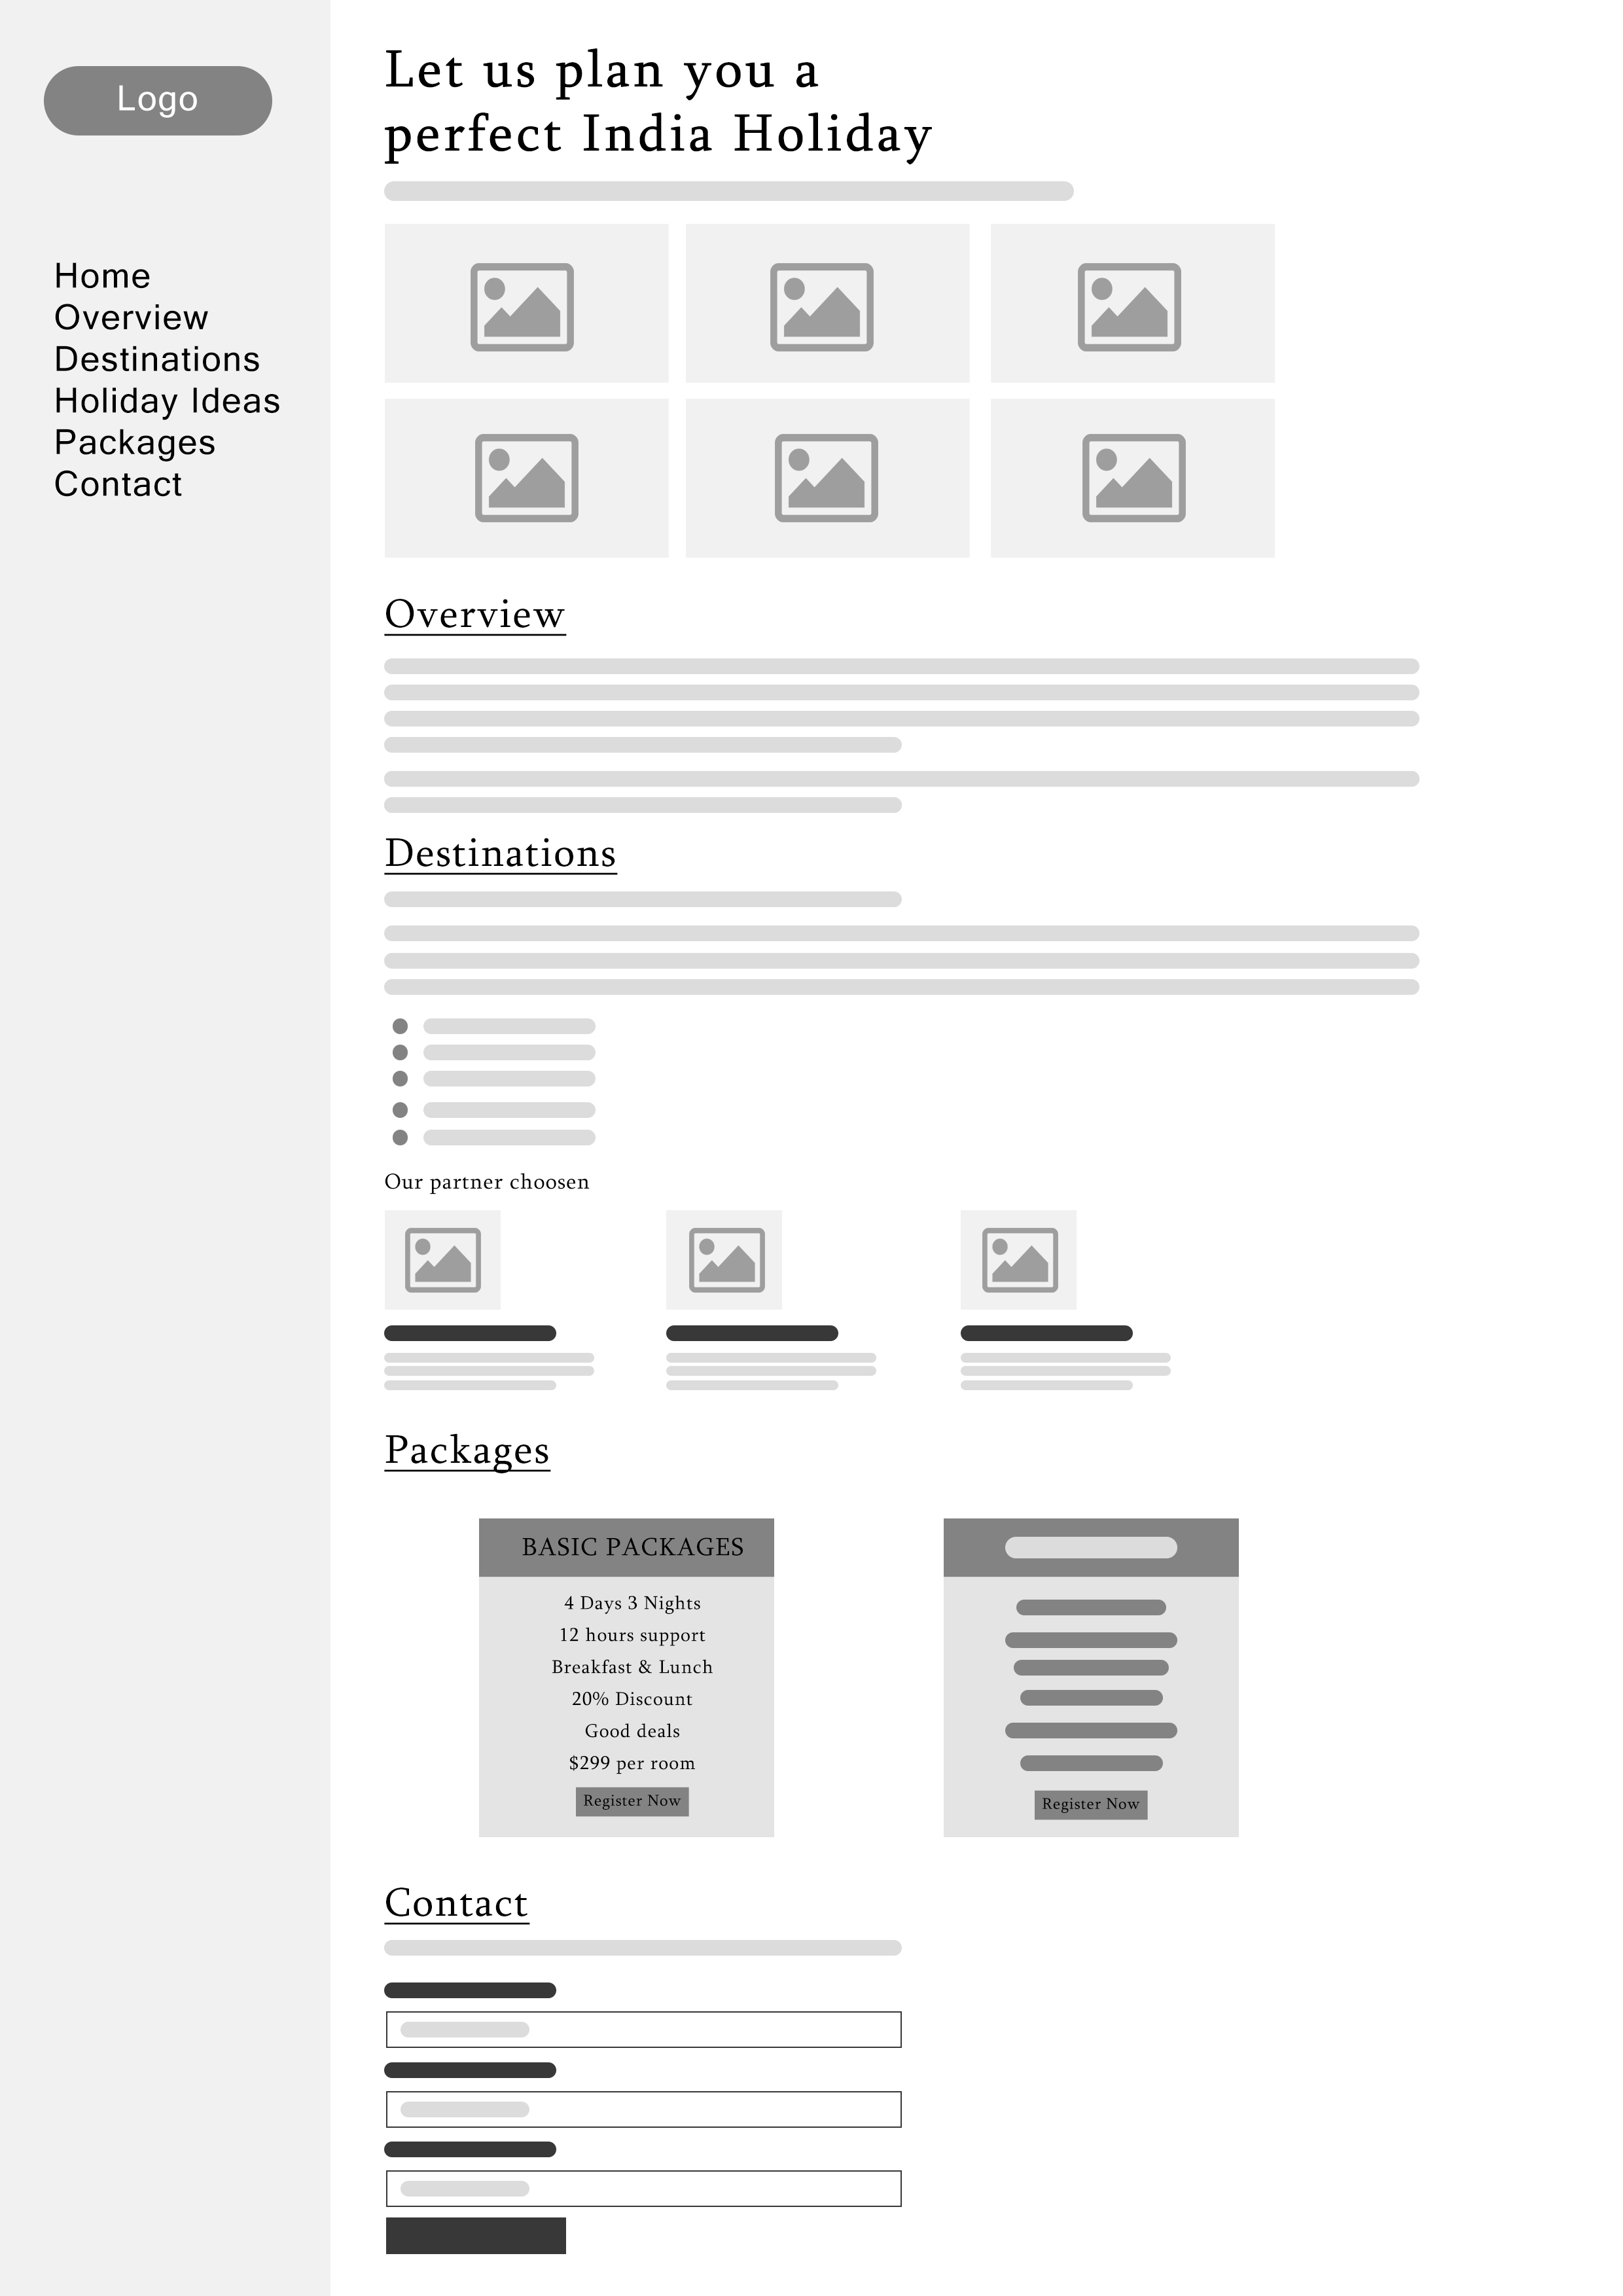 Logo
Home
Overview
Destinations
Holiday Ideas
Packages
Contact
Let us plan you a
perfect India Holiday
Overview
Destinations
Our partner choosen
Packages
BASIC PACKAGES
4 Days 3 Nights
12 hours support
Breakfast & Lunch
20% Discount
Good deals
$299 per room
Register Now
Register Now
Contact